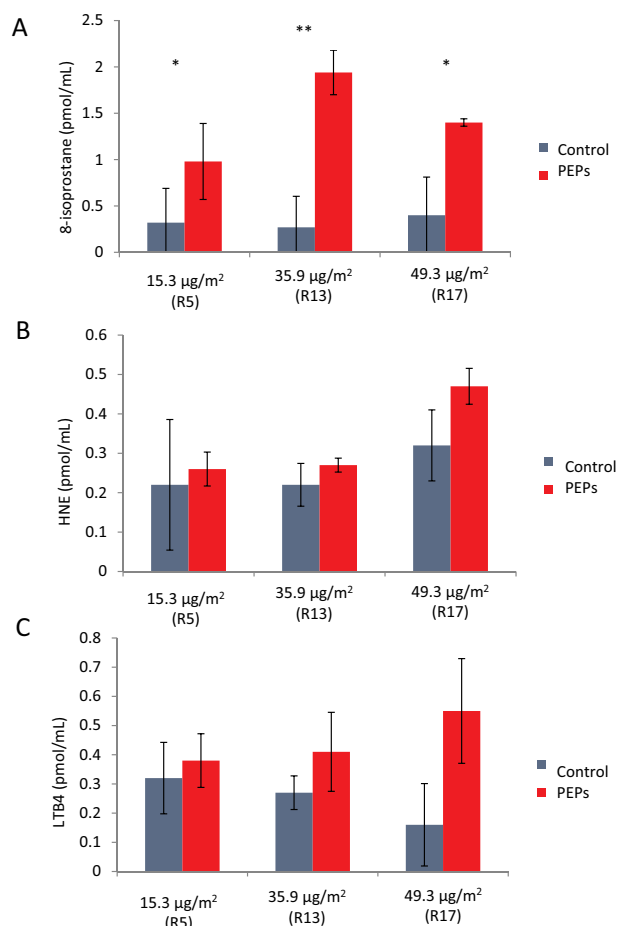 A
8-isoprostane (pmol/mL)
2.5
2
1.5
1
0.5
0
*
**
*
Control
PEPs
15.3 µg/m²
(R5)
35.9 µg/m²
(R13)
49.3 µg/m²
(R17)
B
HNE (pmol/mL)
0.6
0.5
0.4
0.3
0.2
0.1
0
Control
PEPs
15.3 µg/m²
(R5)
35.9 µg/m²
(R13)
49.3 µg/m²
(R17)
C
LTB4 (pmol/mL)
0.8
0.7
0.6
0.5
0.4
0.3
0.2
0.1
0
Control
PEPs
15.3 µg/m²
(R5)
35.9 µg/m²
(R13)
49.3 µg/m²
(R17)